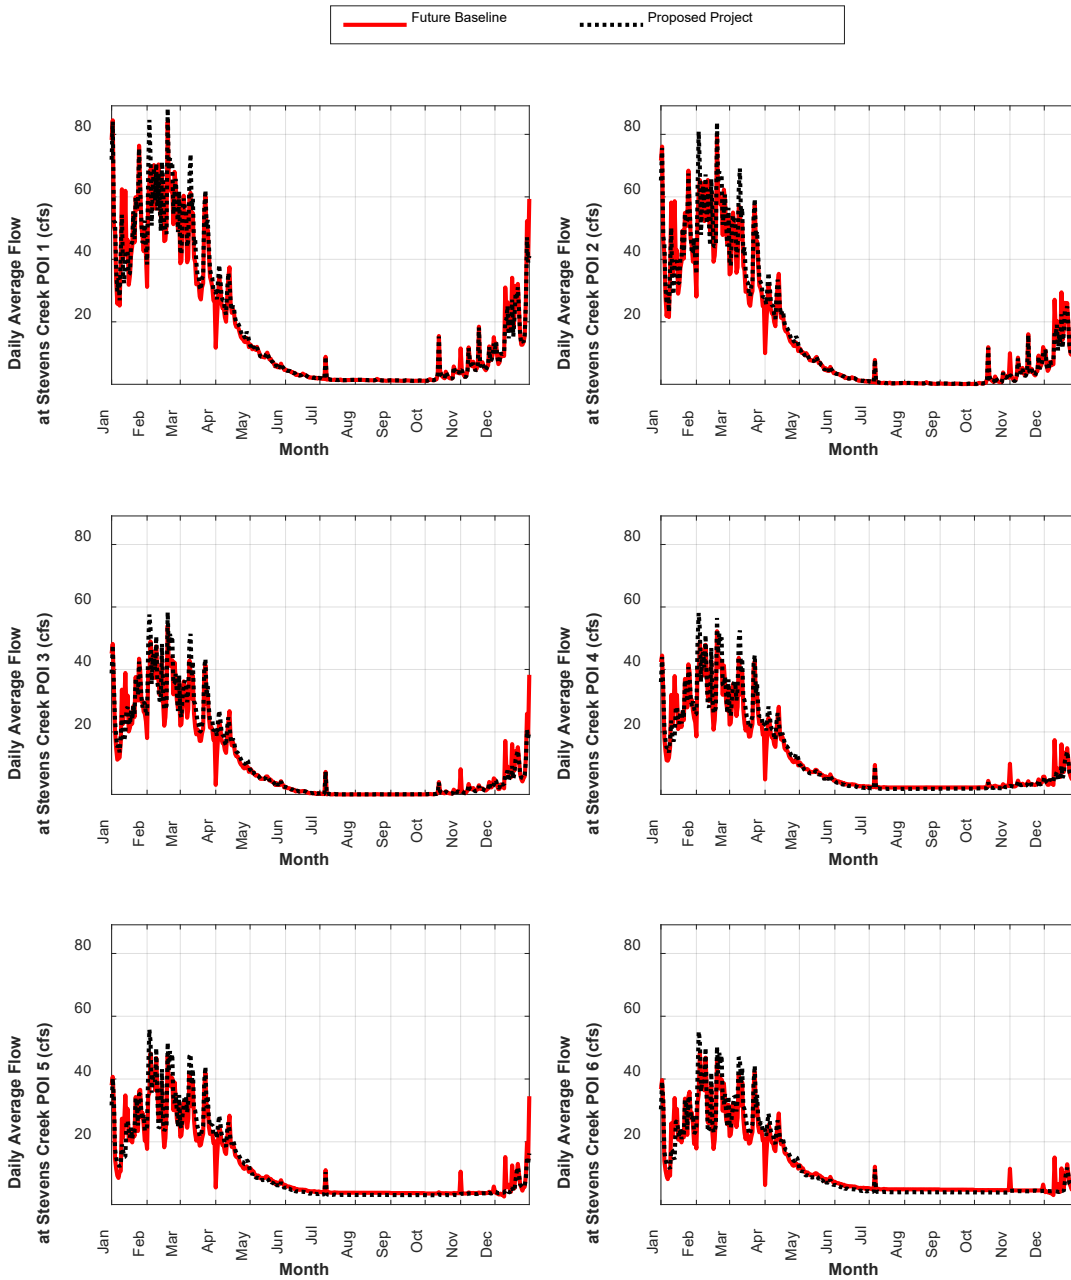 Future Baseline
Proposed Project
Daily Average Flow
at Stevens Creek POI 1 (cfs)
80
60
40
20
Jan
Feb
Mar
Apr
May
Jun
Jul
Aug
Sep
Oct
Nov
Dec
Month
Daily Average Flow
at Stevens Creek POI 2 (cfs)
80
60
40
20
Jan
Feb
Mar
Apr
May
Jun
Jul
Aug
Sep
Oct
Nov
Dec
Month
Daily Average Flow
at Stevens Creek POI 3 (cfs)
80
60
40
20
Jan
Feb
Mar
Apr
May
Jun
Jul
Aug
Sep
Oct
Nov
Dec
Month
Daily Average Flow
at Stevens Creek POI 4 (cfs)
80
60
40
20
Jan
Feb
Mar
Apr
May
Jun
Jul
Aug
Sep
Oct
Nov
Dec
Month
Daily Average Flow
at Stevens Creek POI 5 (cfs)
80
60
40
20
Jan
Feb
Mar
Apr
May
Jun
Jul
Aug
Sep
Oct
Nov
Dec
Month
Daily Average Flow
at Stevens Creek POI 6 (cfs)
80
60
40
20
Jan
Feb
Mar
Apr
May
Jun
Jul
Aug
Sep
Oct
Nov
Dec
Month